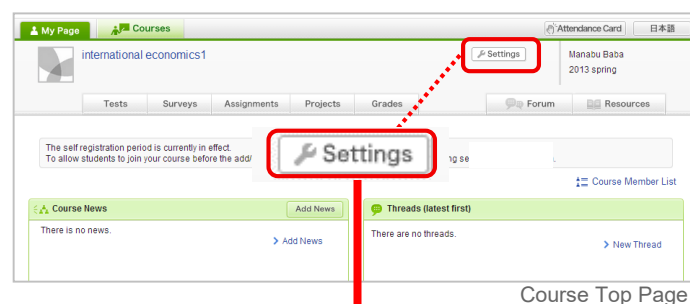 My Page
Courses
Attendance Card
日本語
international economics1
Settings
Manabu Baba
2013 spring
Tests
Surveys
Assignments
Projects
Grades
Forum
Resources
The self registration period is currently in effect.
To allow students to join your course before the add/
Settings
Course Member List
Course News
Add News
Threads (latest first)
There is no news.
Add News
There are no threads.
New Thread
Course Top Page